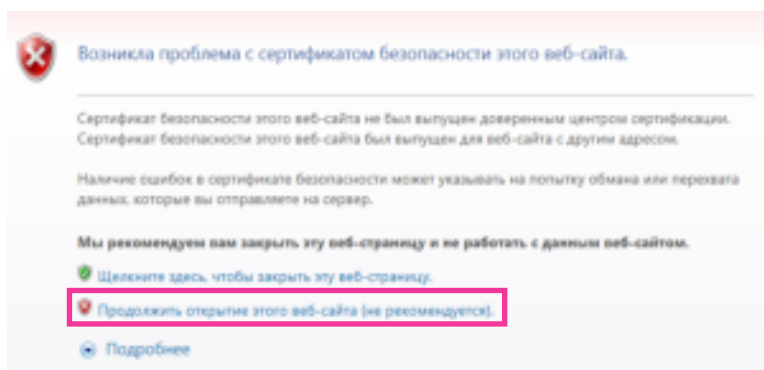 Возникла проблема с сертификатом безопасности этого веб-сайта.
Сертификат безопасности этого веб-сайта не был выпущен доверенным центром сертификации.
Сертификат безопасности этого веб-сайта был выпущен для веб-сайта с другим адресом.
Наличие ошибок в сертификате безопасности может указывать на попытку обмана или перехвата
данных, которые вы отправляете на сервер.
Мы рекомендуем вам закрыть эту веб-страницу и не работать с данным веб-сайтом.
Щелкните здесь, чтобы закрыть эту веб-страницу.
Продолжить открытие этого веб-сайта (не рекомендуется).
Подробнее